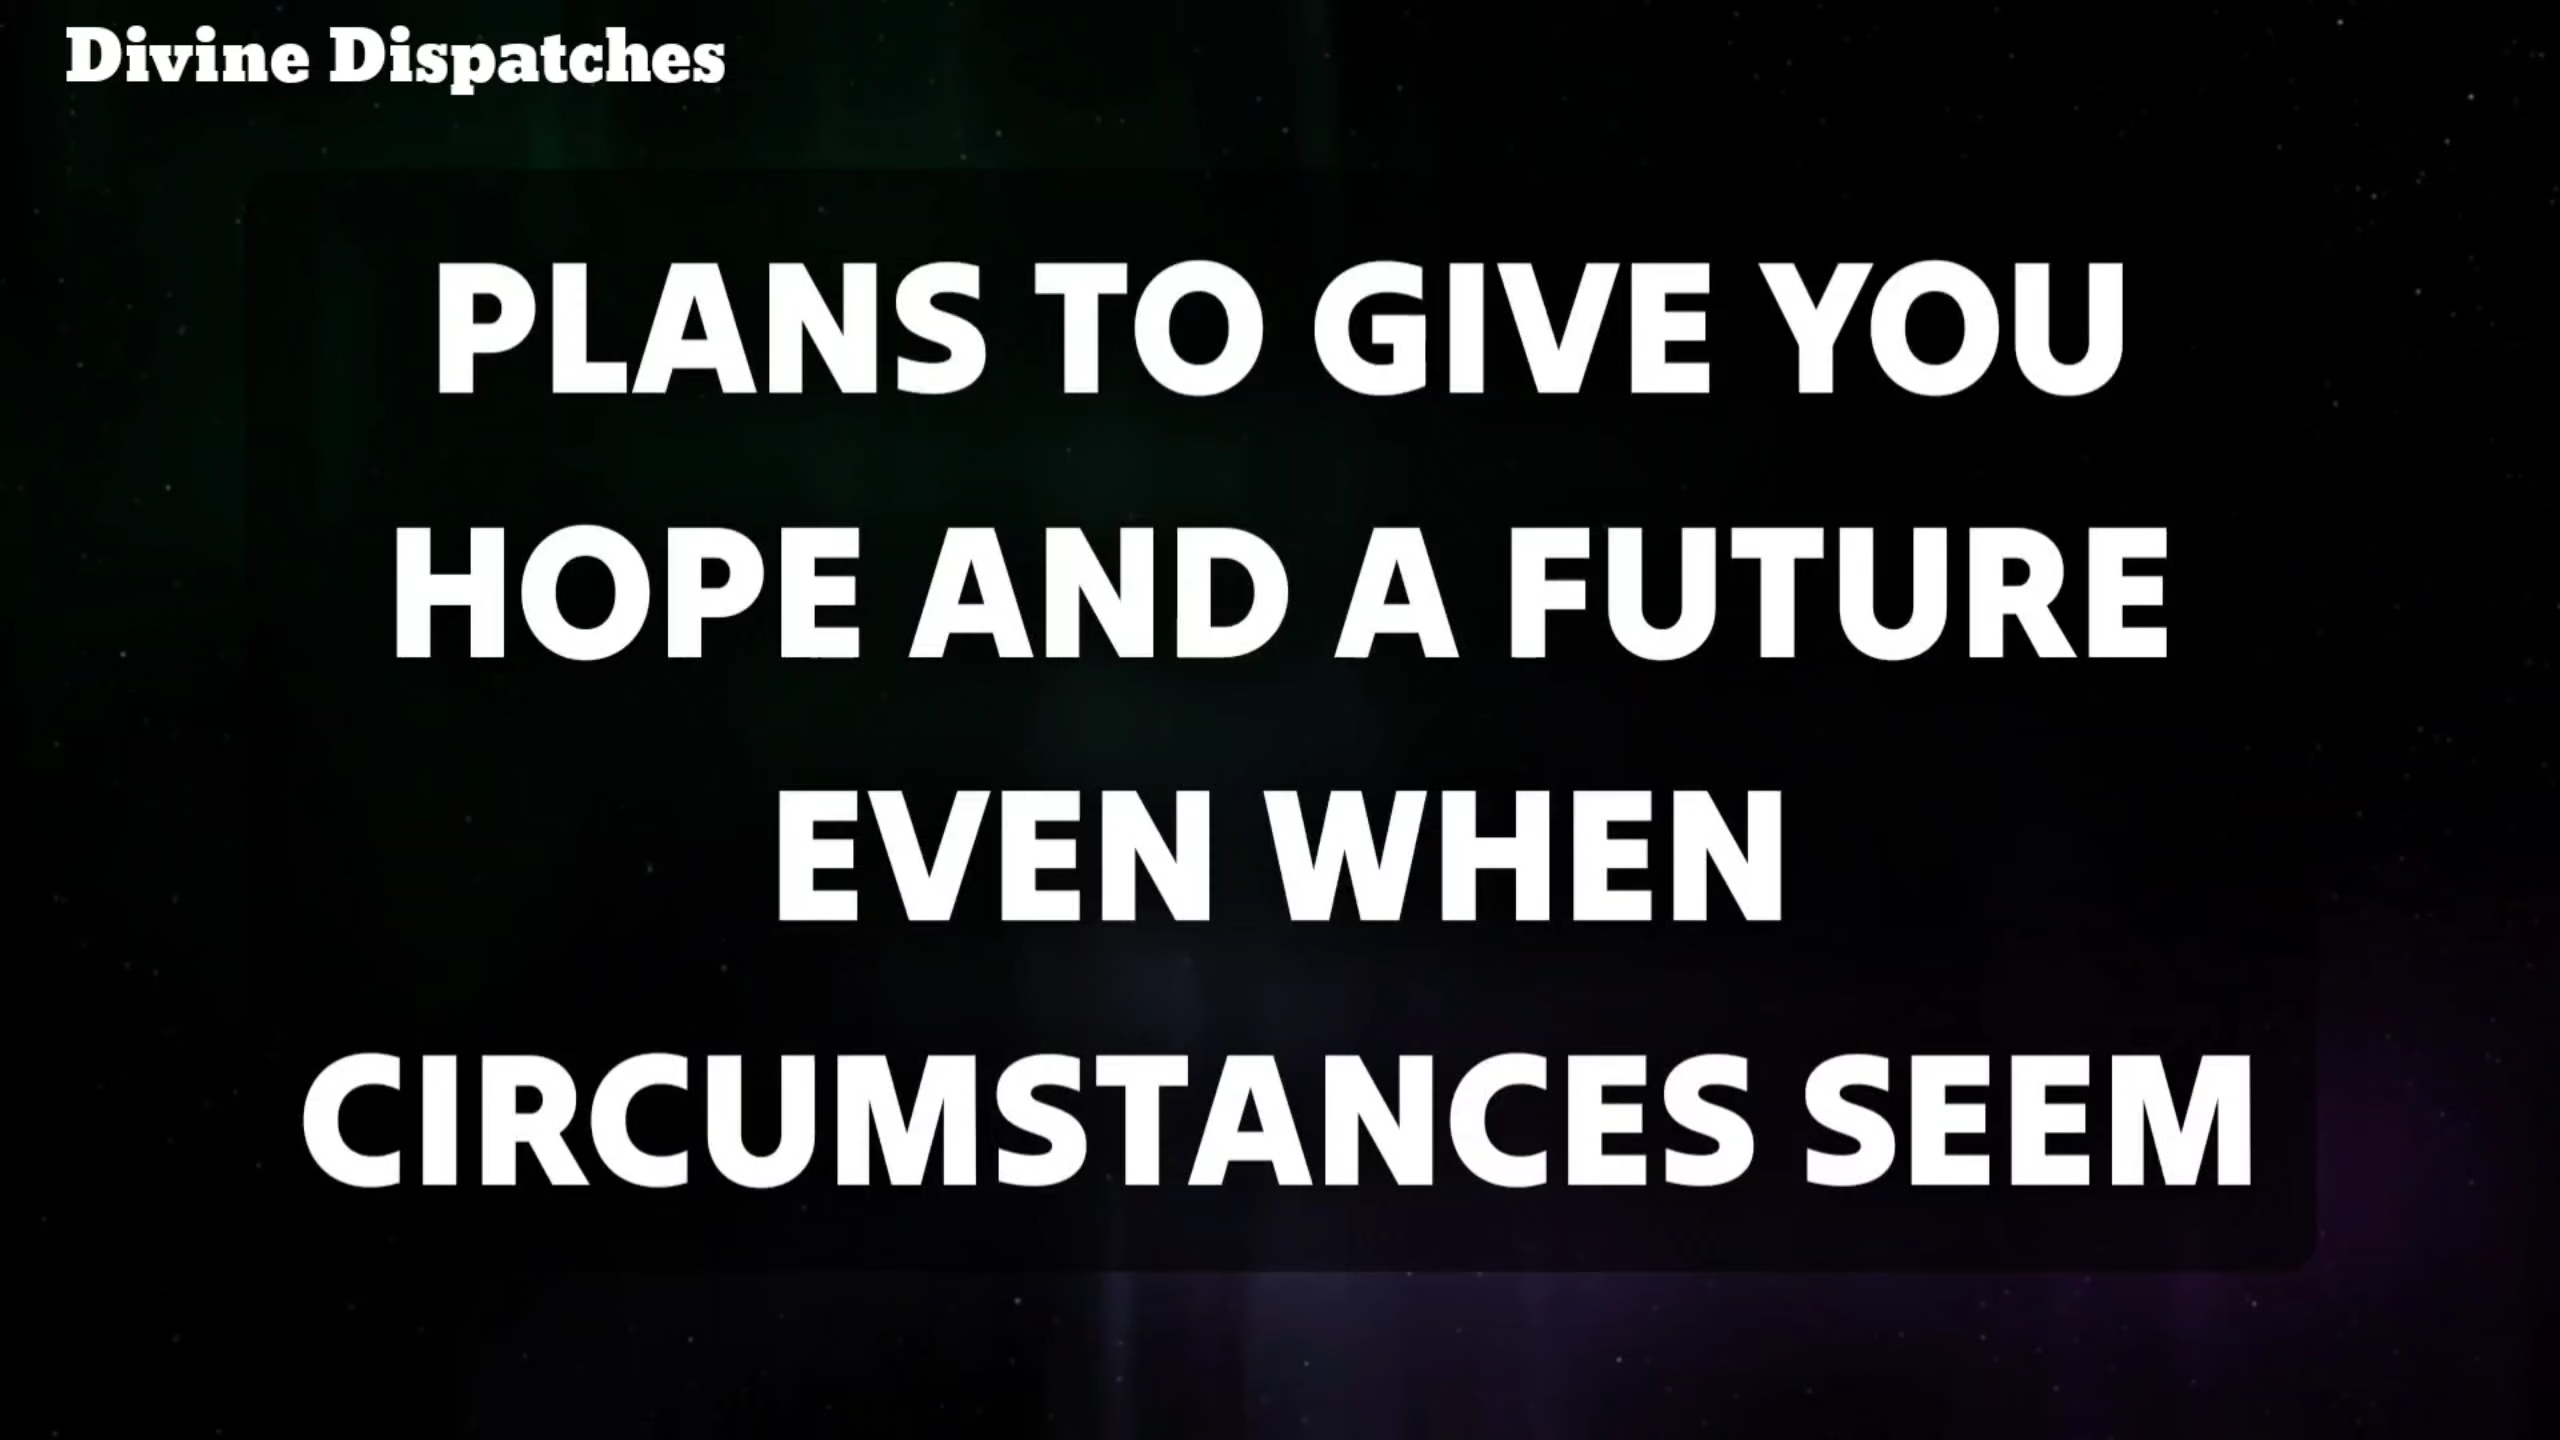 Divine Dispatches
PLANS TO GIVE YOU
HOPE AND A FUTURE
EVEN WHEN
CIRCUMSTANCES SEEM